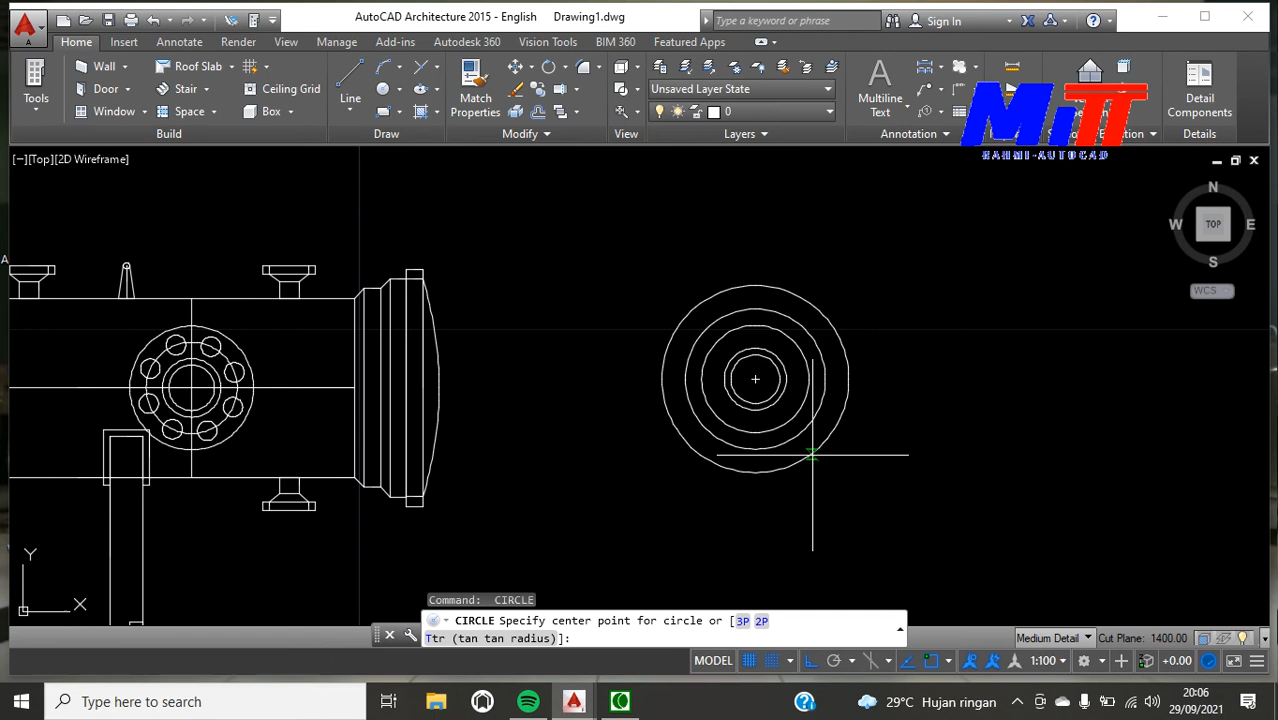 AutoCAD Architecture 2015 - English Drawing1.dwg
Type a keyword or phrase
Sign In
Home Insert Annotate Render View Manage Add-ins Autodesk 360 Vision Tools BIM 360 Featured Apps
Wall Roof Slab
Door Stair Ceiling Grid
Window Space Box
Tools
Line
Match
Properties
Unsaved Layer State
0
Multiline
Text
Detail
Components
Build Draw Modify View Layers Annotation Details
MiTT
HAHMI-AUTOCAD
[−][Top][2D Wireframe]
N
W TOP E
S
WCS
A
Y
X
Command: CIRCLE
CIRCLE Specify center point for circle or [3P 2P
Ttr (tan tan radius)]:
Medium Detail Cut Plane: 1400.00
MODEL 1:100 +0.00
Type here to search
29°C Hujan ringan
20:06
29/09/2021